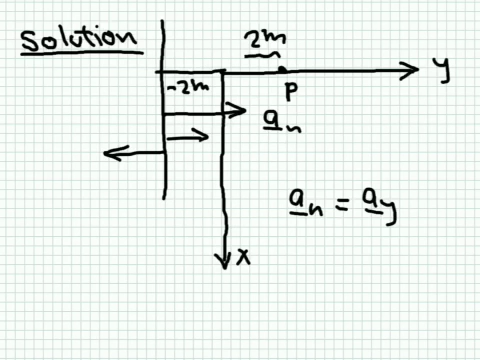 Solution
2m
y
-2m
P
a_n
a_n = a_y
x